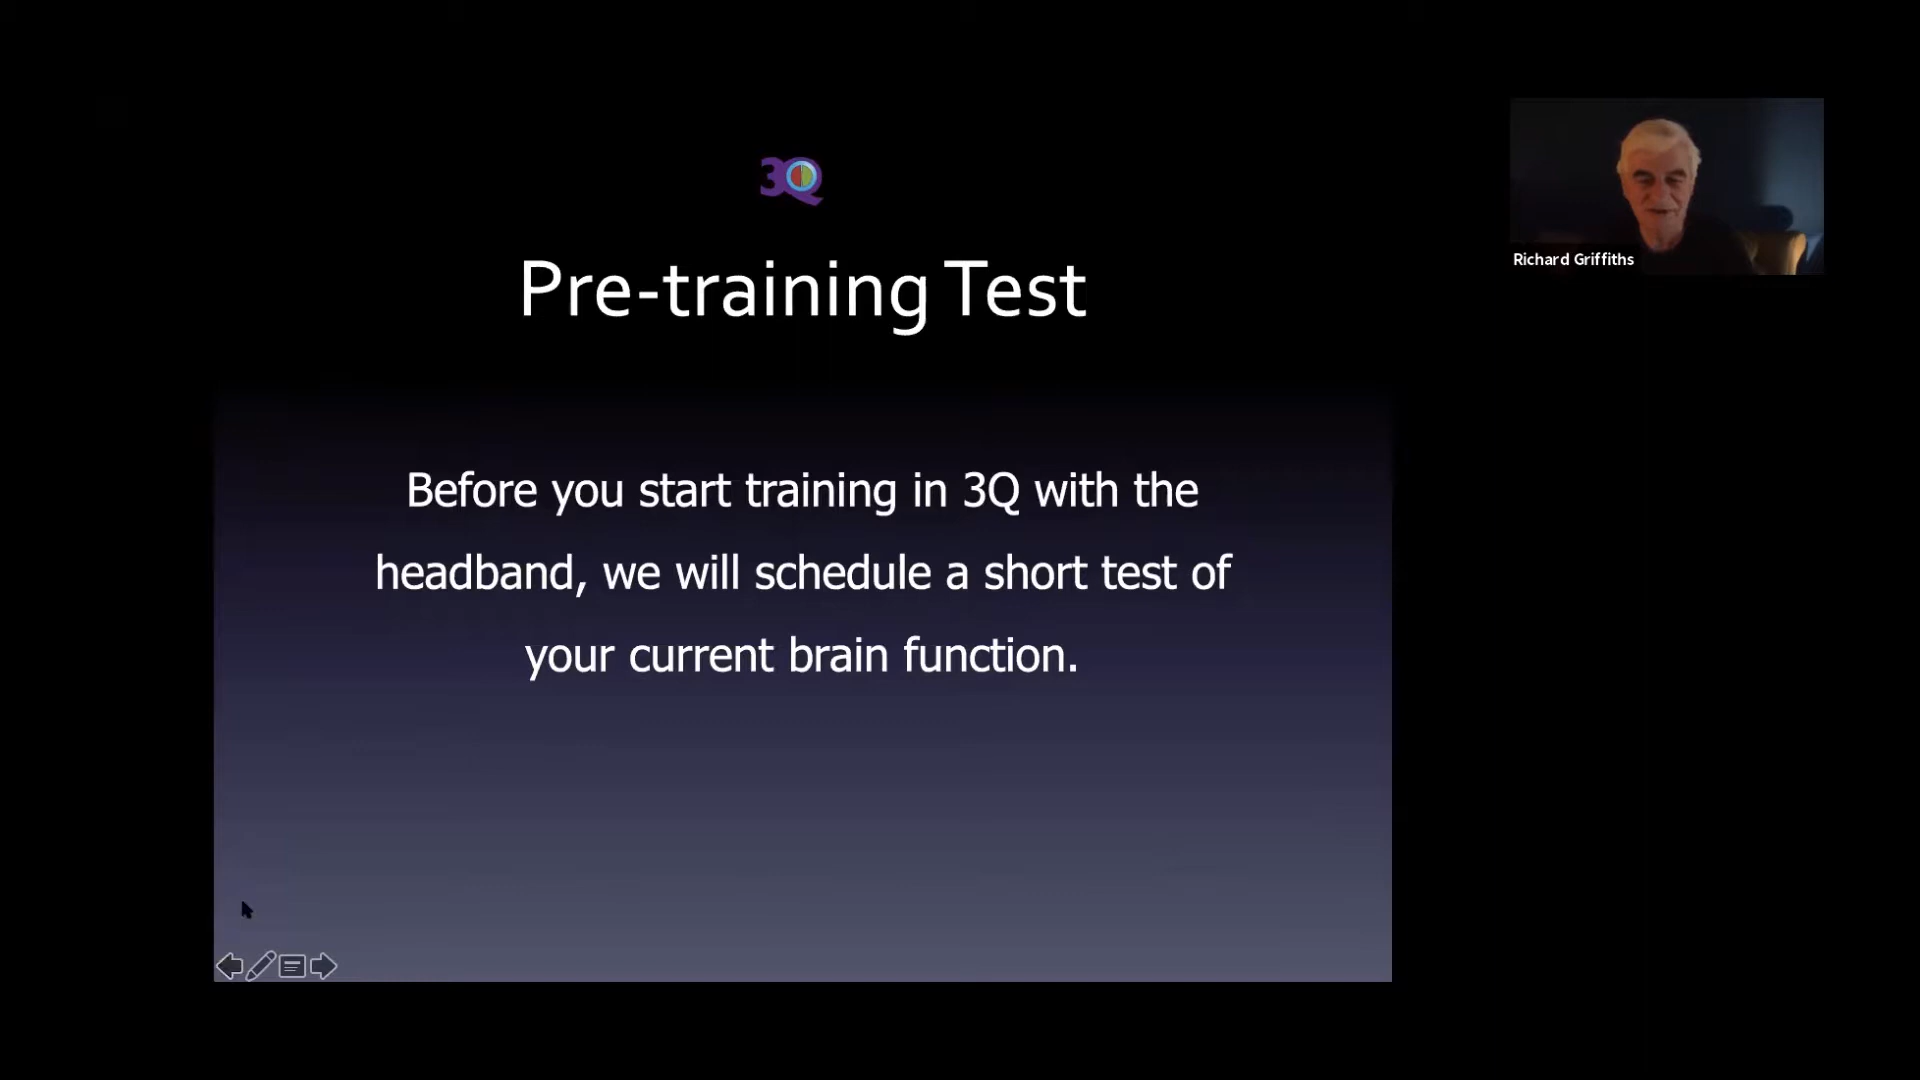 3Q
Pre-training Test
Richard Griffiths
Before you start training in 3Q with the
headband, we will schedule a short test of
your current brain function.